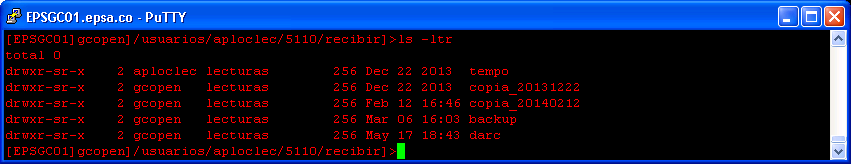 EPSGC01.epsa.co - PuTTY
[EPSGC01]gcopen]/usuarios/aploclec/5110/recibir]>ls -ltr
total 0
drwxr-sr-x    2 aploclec lecturas        256 Dec 22 2013  tempo
drwxr-sr-x    2 gcopen   lecturas        256 Dec 22 2013  copia_20131222
drwxr-sr-x    2 gcopen   lecturas        256 Feb 12 16:46 copia_20140212
drwxr-sr-x    2 gcopen   lecturas        256 Mar 06 16:03 backup
drwxr-sr-x    2 gcopen   lecturas        256 May 17 18:43 darc
[EPSGC01]gcopen]/usuarios/aploclec/5110/recibir]>